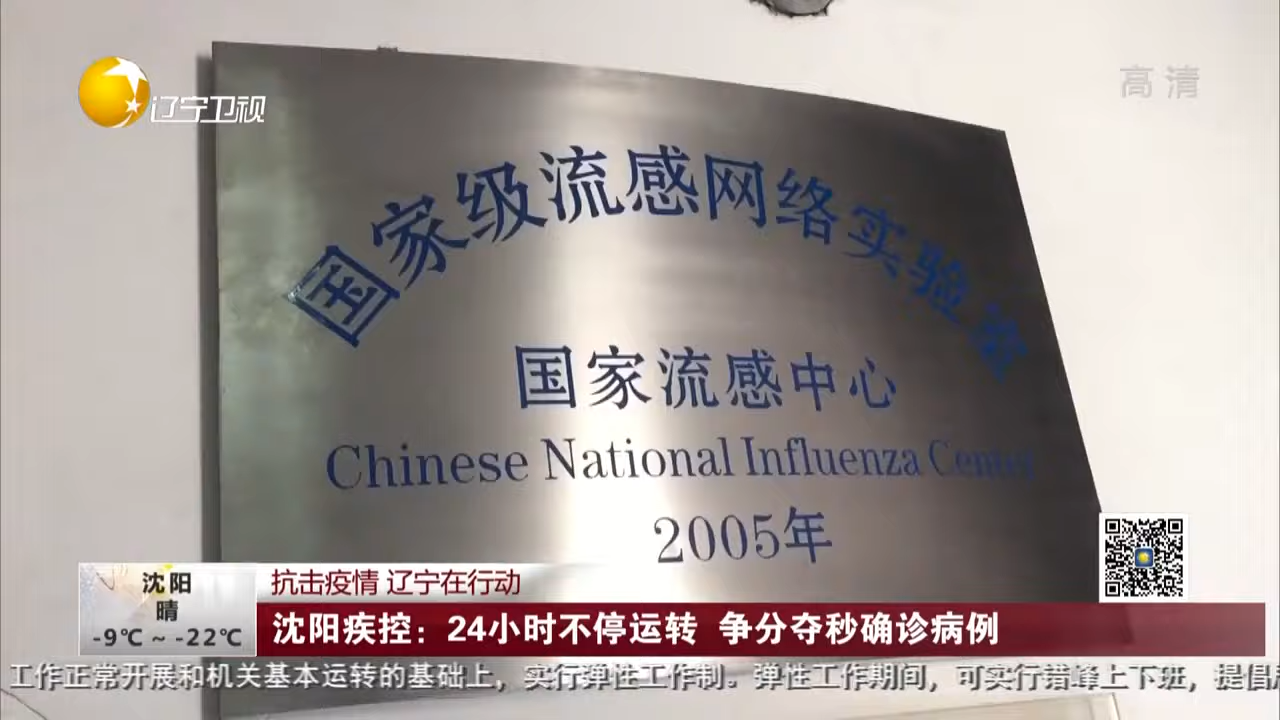 辽宁卫视
高清
国家级流感网络实验室
国家流感中心
Chinese National Influenza Center
2005年
沈阳
晴
-9℃～-22℃
抗击疫情 辽宁在行动
沈阳疾控：24小时不停运转 争分夺秒确诊病例
工作正常开展和机关基本运转的基础上，实行弹性工作制。弹性工作期间，可实行错峰上下班，提倡